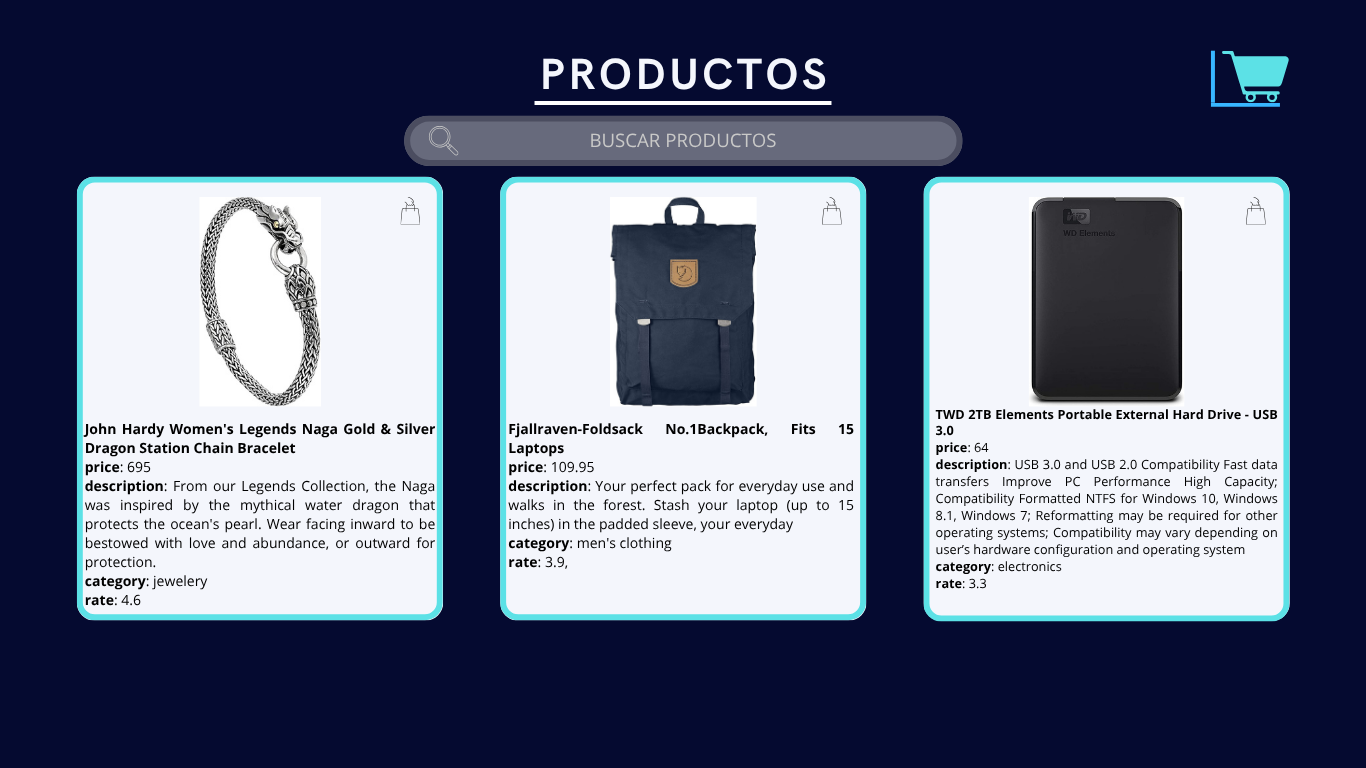 PRODUCTOS
BUSCAR PRODUCTOS
John Hardy Women's Legends Naga Gold & Silver
Dragon Station Chain Bracelet
price: 695
description: From our Legends Collection, the Naga
was inspired by the mythical water dragon that
protects the ocean's pearl. Wear facing inward to be
bestowed with love and abundance, or outward for
protection.
category: jewelery
rate: 4.6
Fjallraven-Foldsack No.1Backpack, Fits 15
Laptops
price: 109.95
description: Your perfect pack for everyday use and
walks in the forest. Stash your laptop (up to 15
inches) in the padded sleeve, your everyday
category: men's clothing
rate: 3.9,
WD
WD Elements
TWD 2TB Elements Portable External Hard Drive - USB
3.0
price: 64
description: USB 3.0 and USB 2.0 Compatibility Fast data
transfers Improve PC Performance High Capacity;
Compatibility Formatted NTFS for Windows 10, Windows
8.1, Windows 7; Reformatting may be required for other
operating systems; Compatibility may vary depending on
user’s hardware configuration and operating system
category: electronics
rate: 3.3